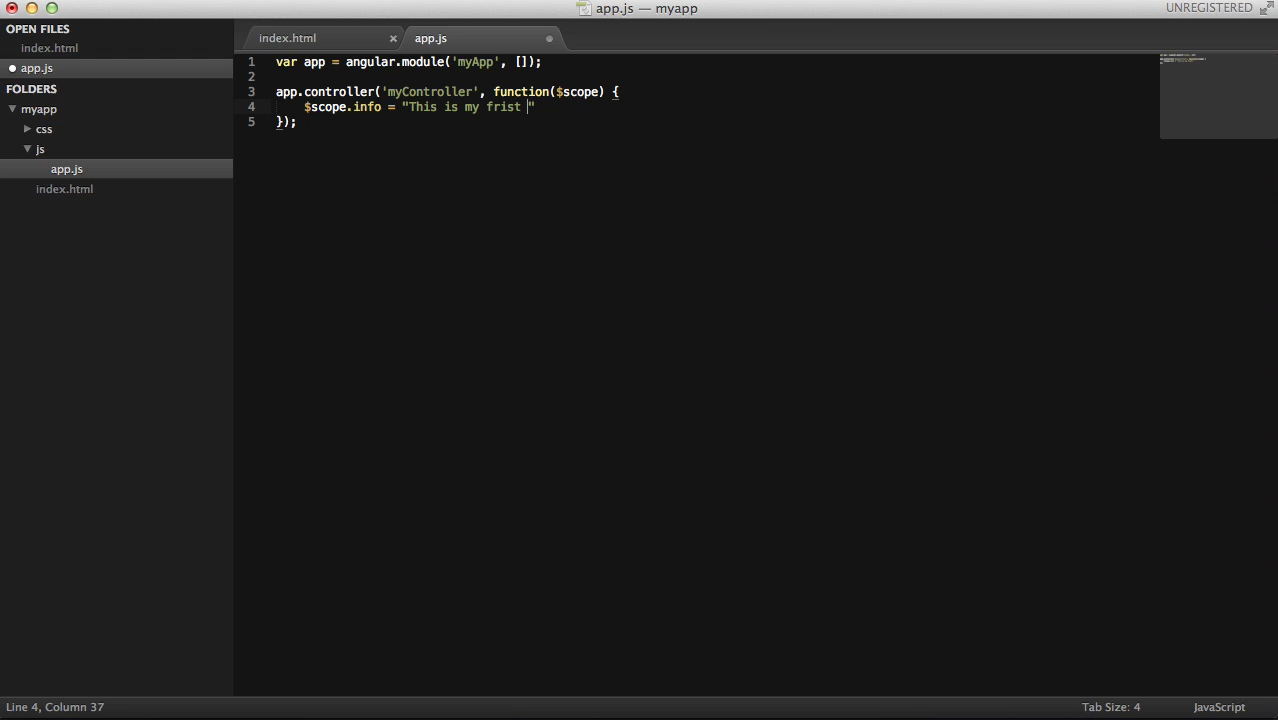 app.js — myapp
UNREGISTERED
OPEN FILES
index.html
app.js
FOLDERS
myapp
css
js
app.js
index.html
index.html
app.js
1 var app = angular.module('myApp', []);
2
3 app.controller('myController', function($scope) {
4 $scope.info = "This is my frist "
5 });
Line 4, Column 37
Tab Size: 4
JavaScript